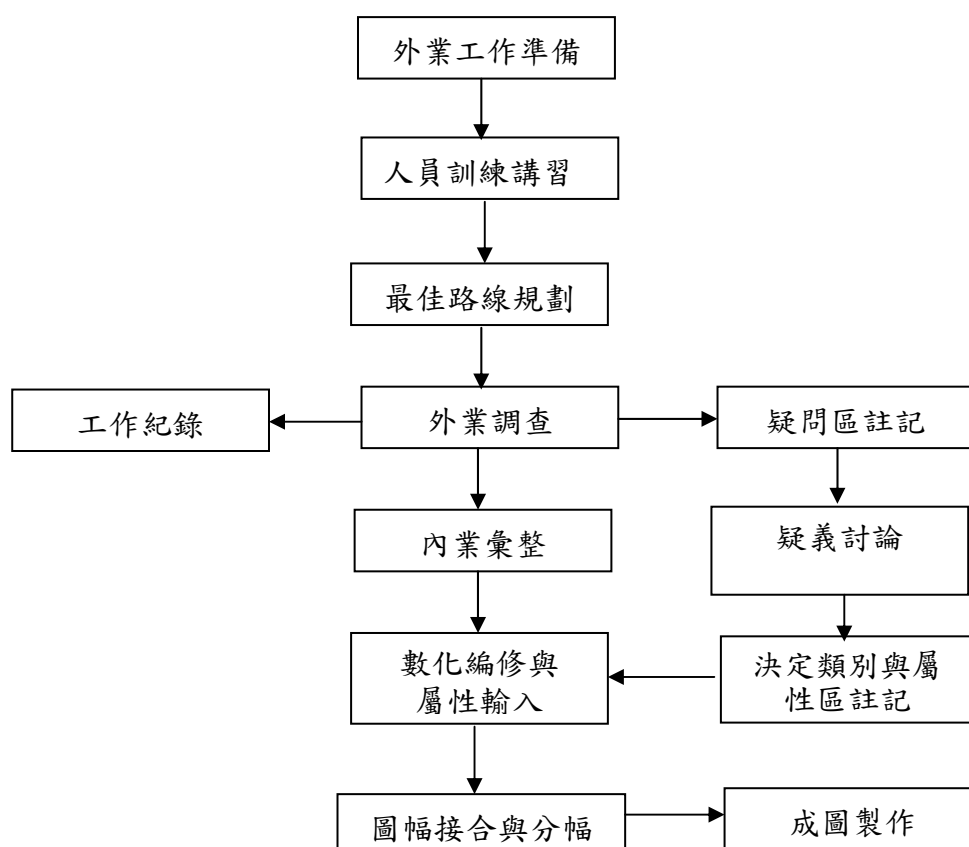 外業工作準備
人員訓練講習
最佳路線規劃
工作紀錄
外業調查
疑問區註記
內業彙整
疑義討論
數化編修與
屬性輸入
決定類別與屬
性區註記
圖幅接合與分幅
成圖製作